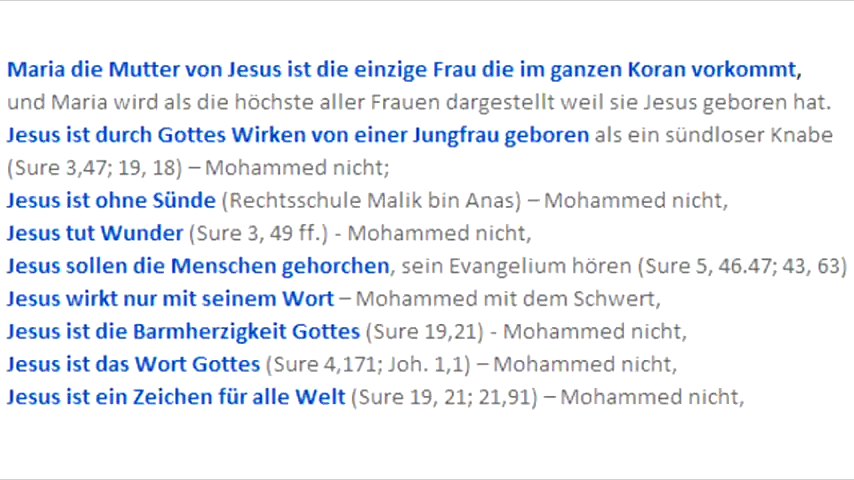 Maria die Mutter von Jesus ist die einzige Frau die im ganzen Koran vorkommt,
und Maria wird als die höchste aller Frauen dargestellt weil sie Jesus geboren hat.
Jesus ist durch Gottes Wirken von einer Jungfrau geboren als ein sündloser Knabe
(Sure 3,47; 19, 18) – Mohammed nicht;
Jesus ist ohne Sünde (Rechtsschule Malik bin Anas) – Mohammed nicht,
Jesus tut Wunder (Sure 3, 49 ff.) - Mohammed nicht,
Jesus sollen die Menschen gehorchen, sein Evangelium hören (Sure 5, 46.47; 43, 63)
Jesus wirkt nur mit seinem Wort – Mohammed mit dem Schwert,
Jesus ist die Barmherzigkeit Gottes (Sure 19,21) - Mohammed nicht,
Jesus ist das Wort Gottes (Sure 4,171; Joh. 1,1) – Mohammed nicht,
Jesus ist ein Zeichen für alle Welt (Sure 19, 21; 21,91) – Mohammed nicht,